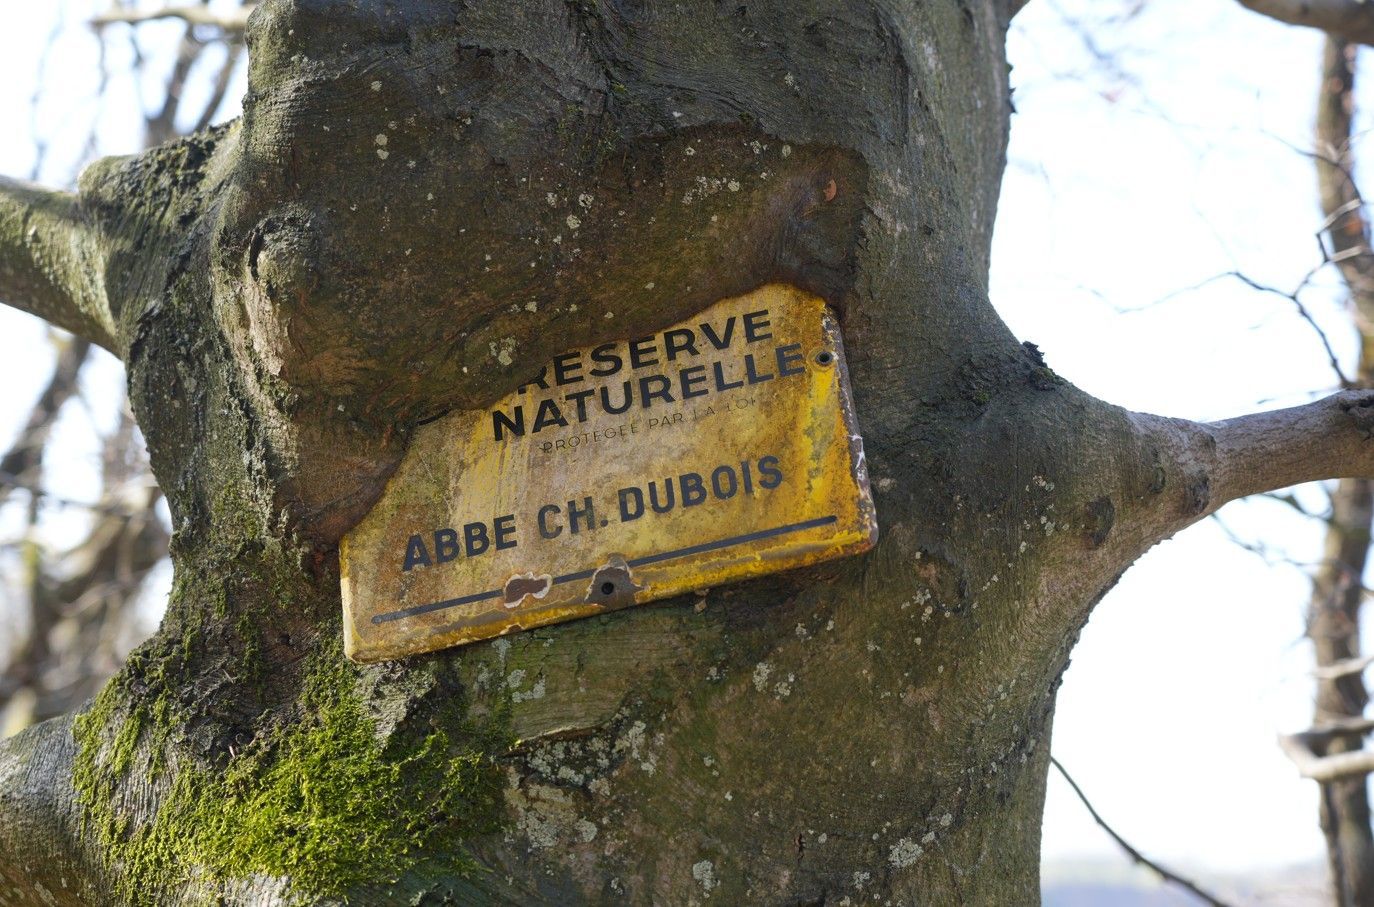 RESERVE
NATURELLE
PROTEGEE PAR LA LOI
ABBE CH. DUBOIS